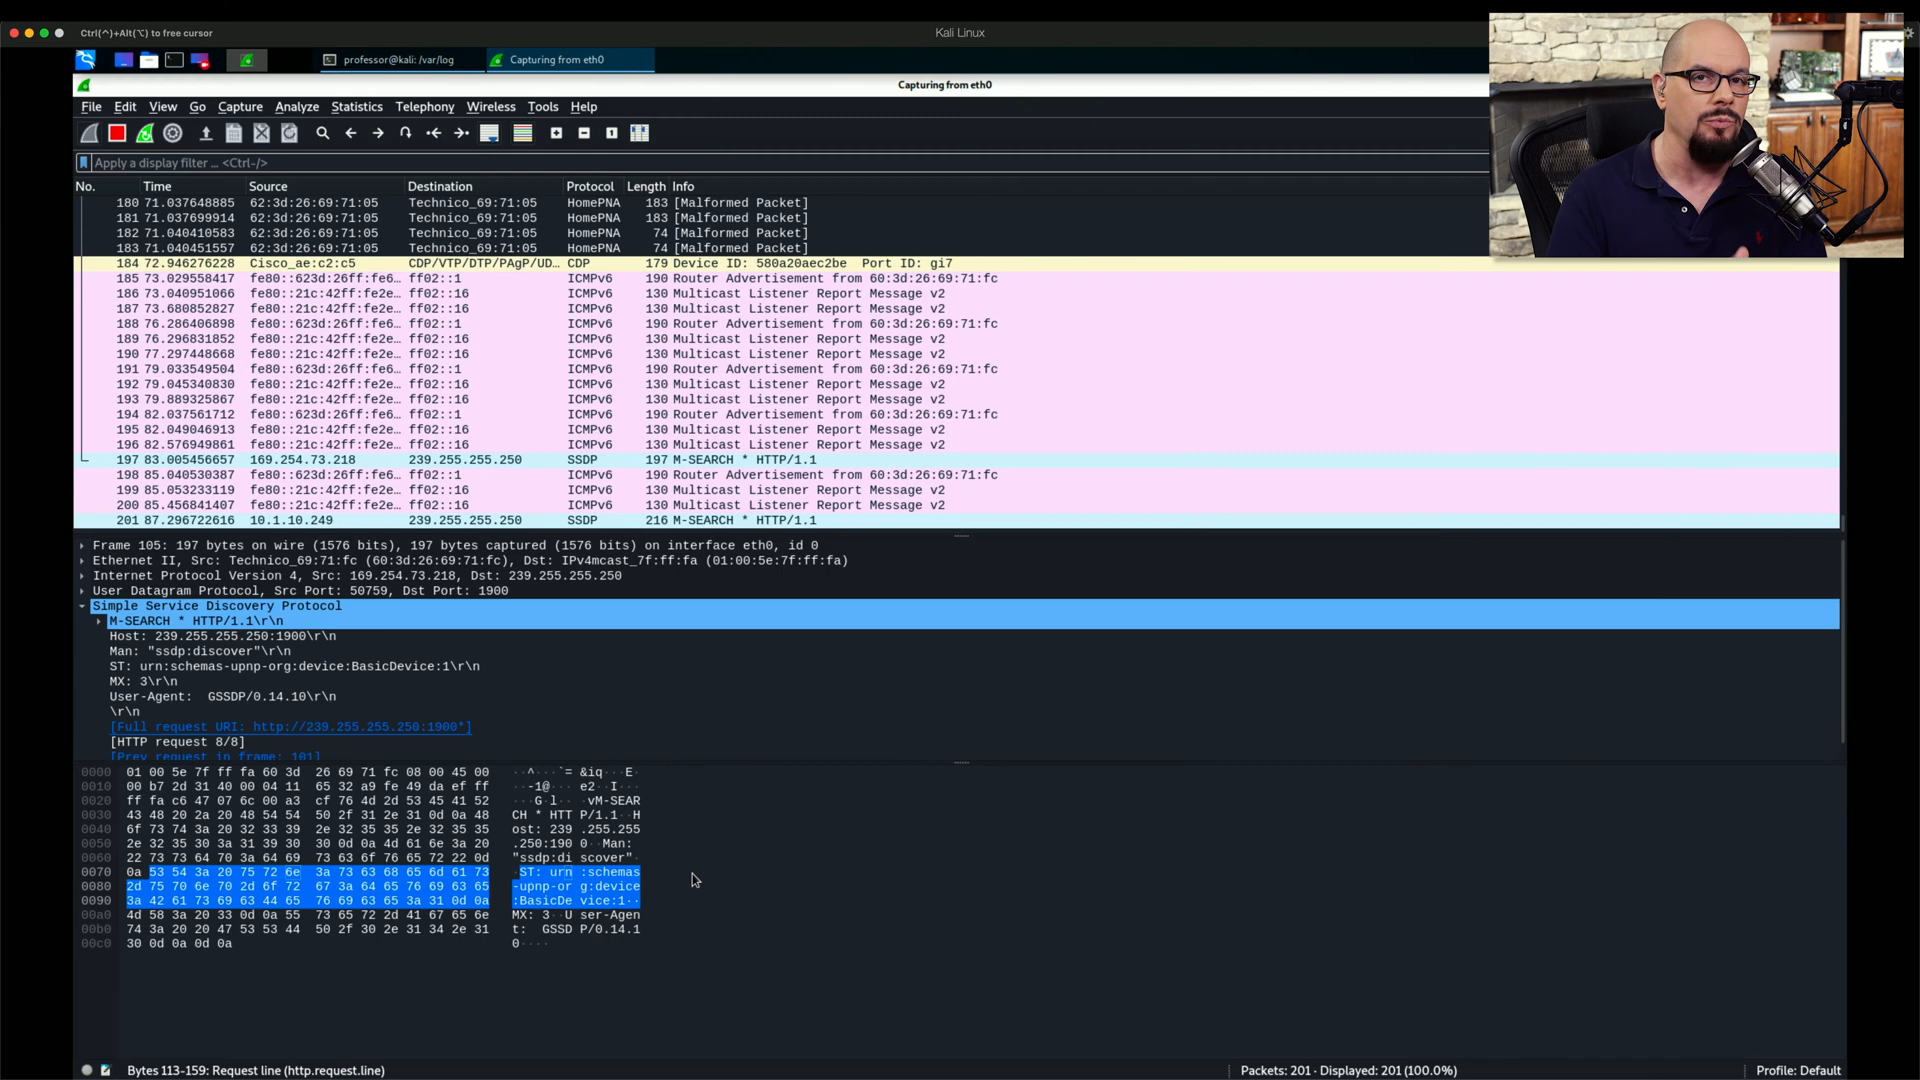 Ctrl(^)+Alt(⌥) to free cursor
Kali Linux
professor@kali: /var/log
Capturing from eth0
Capturing from eth0
File Edit View Go Capture Analyze Statistics Telephony Wireless Tools Help
Apply a display filter ... <Ctrl-/>
No. Time Source Destination Protocol Length Info
180 71.037648885 62:3d:26:69:71:05 Technico_69:71:05 HomePNA 183 [Malformed Packet]
181 71.037699914 62:3d:26:69:71:05 Technico_69:71:05 HomePNA 183 [Malformed Packet]
182 71.040410583 62:3d:26:69:71:05 Technico_69:71:05 HomePNA 74 [Malformed Packet]
183 71.040451557 62:3d:26:69:71:05 Technico_69:71:05 HomePNA 74 [Malformed Packet]
184 72.946276228 Cisco_ae:c2:c5 CDP/VTP/DTP/PAgP/UD… CDP 179 Device ID: 580a20aec2be Port ID: gi7
185 73.029558417 fe80::623d:26ff:fe6… ff02::1 ICMPv6 190 Router Advertisement from 60:3d:26:69:71:fc
186 73.040951066 fe80::21c:42ff:fe2e… ff02::16 ICMPv6 130 Multicast Listener Report Message v2
187 73.680852827 fe80::21c:42ff:fe2e… ff02::16 ICMPv6 130 Multicast Listener Report Message v2
188 76.286406898 fe80::623d:26ff:fe6… ff02::1 ICMPv6 190 Router Advertisement from 60:3d:26:69:71:fc
189 76.296831852 fe80::21c:42ff:fe2e… ff02::16 ICMPv6 130 Multicast Listener Report Message v2
190 77.297448668 fe80::21c:42ff:fe2e… ff02::16 ICMPv6 130 Multicast Listener Report Message v2
191 79.033549504 fe80::623d:26ff:fe6… ff02::1 ICMPv6 190 Router Advertisement from 60:3d:26:69:71:fc
192 79.045340830 fe80::21c:42ff:fe2e… ff02::16 ICMPv6 130 Multicast Listener Report Message v2
193 79.889325867 fe80::21c:42ff:fe2e… ff02::16 ICMPv6 130 Multicast Listener Report Message v2
194 82.037561712 fe80::623d:26ff:fe6… ff02::1 ICMPv6 190 Router Advertisement from 60:3d:26:69:71:fc
195 82.049046913 fe80::21c:42ff:fe2e… ff02::16 ICMPv6 130 Multicast Listener Report Message v2
196 82.576949861 fe80::21c:42ff:fe2e… ff02::16 ICMPv6 130 Multicast Listener Report Message v2
197 83.005456657 169.254.73.218 239.255.255.250 SSDP 197 M-SEARCH * HTTP/1.1
198 85.040530387 fe80::623d:26ff:fe6… ff02::1 ICMPv6 190 Router Advertisement from 60:3d:26:69:71:fc
199 85.053233119 fe80::21c:42ff:fe2e… ff02::16 ICMPv6 130 Multicast Listener Report Message v2
200 85.456841407 fe80::21c:42ff:fe2e… ff02::16 ICMPv6 130 Multicast Listener Report Message v2
201 87.296722616 10.1.10.249 239.255.255.250 SSDP 216 M-SEARCH * HTTP/1.1
Frame 105: 197 bytes on wire (1576 bits), 197 bytes captured (1576 bits) on interface eth0, id 0
Ethernet II, Src: Technico_69:71:fc (60:3d:26:69:71:fc), Dst: IPv4mcast_7f:ff:fa (01:00:5e:7f:ff:fa)
Internet Protocol Version 4, Src: 169.254.73.218, Dst: 239.255.255.250
User Datagram Protocol, Src Port: 50759, Dst Port: 1900
Simple Service Discovery Protocol
M-SEARCH * HTTP/1.1\r\n
Host: 239.255.255.250:1900\r\n
Man: "ssdp:discover"\r\n
ST: urn:schemas-upnp-org:device:BasicDevice:1\r\n
MX: 3\r\n
User-Agent:  GSSDP/0.14.10\r\n
\r\n
[Full request URI: http://239.255.255.250:1900*]
[HTTP request 8/8]
[Prev request in frame: 101]
0000 01 00 5e 7f ff fa 60 3d 26 69 71 fc 08 00 45 00 ··^···`= &iq···E·
0010 00 b7 2d 31 40 00 04 11 65 32 a9 fe 49 da ef ff ··-1@··· e2··I···
0020 ff fa c6 47 07 6c 00 a3 cf 76 4d 2d 53 45 41 52 ···G·l·· ·vM-SEAR
0030 43 48 20 2a 20 48 54 54 50 2f 31 2e 31 0d 0a 48 CH * HTT P/1.1··H
0040 6f 73 74 3a 20 32 33 39 2e 32 35 35 2e 32 35 35 ost: 239 .255.255
0050 2e 32 35 30 3a 31 39 30 30 0d 0a 4d 61 6e 3a 20 .250:190 0··Man:
0060 22 73 73 64 70 3a 64 69 73 63 6f 76 65 72 22 0d "ssdp:di scover"·
0070 0a 53 54 3a 20 75 72 6e 3a 73 63 68 65 6d 61 73 ·ST: urn :schemas
0080 2d 75 70 6e 70 2d 6f 72 67 3a 64 65 76 69 63 65 -upnp-or g:device
0090 3a 42 61 73 69 63 44 65 76 69 63 65 3a 31 0d 0a :BasicDe vice:1··
00a0 4d 58 3a 20 33 0d 0a 55 73 65 72 2d 41 67 65 6e MX: 3··U ser-Agen
00b0 74 3a 20 20 47 53 53 44 50 2f 30 2e 31 34 2e 31 t:  GSSD P/0.14.1
00c0 30 0d 0a 0d 0a 0····
Bytes 113-159: Request line (http.request.line)
Packets: 201 · Displayed: 201 (100.0%)
Profile: Default